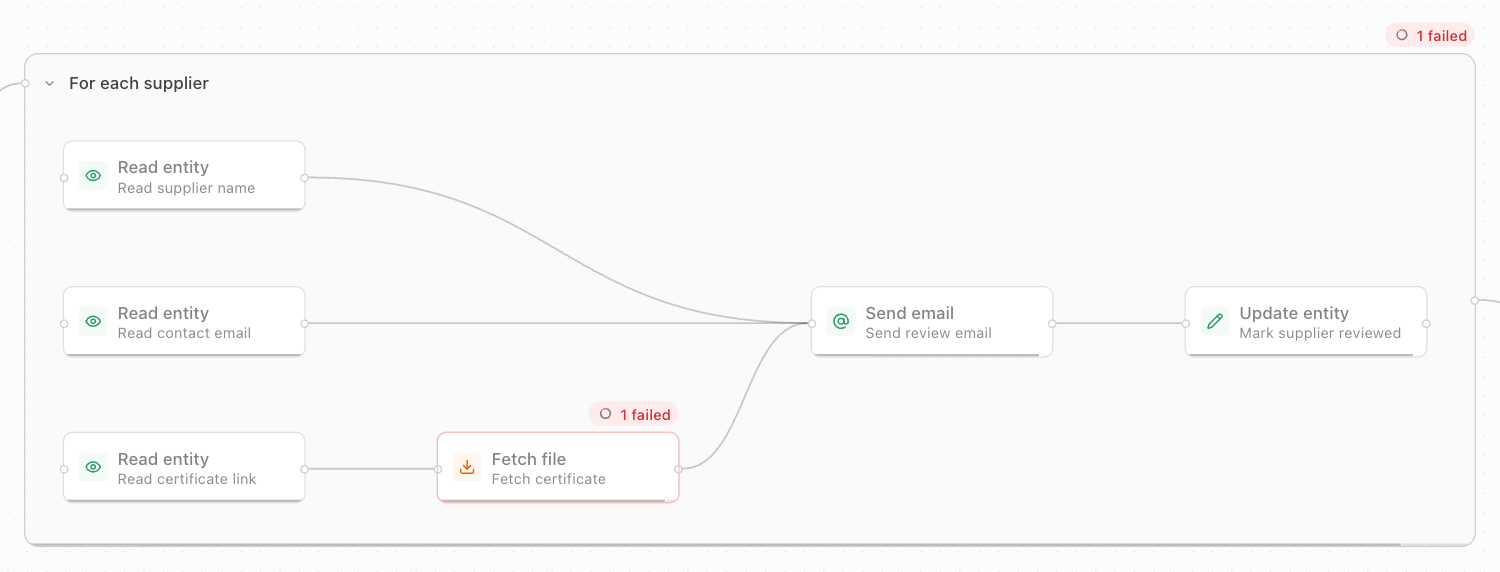 1 failed
For each supplier
Read entity
Read supplier name
Read entity
Read contact email
Send email
Send review email
Update entity
Mark supplier reviewed
1 failed
Read entity
Read certificate link
Fetch file
Fetch certificate